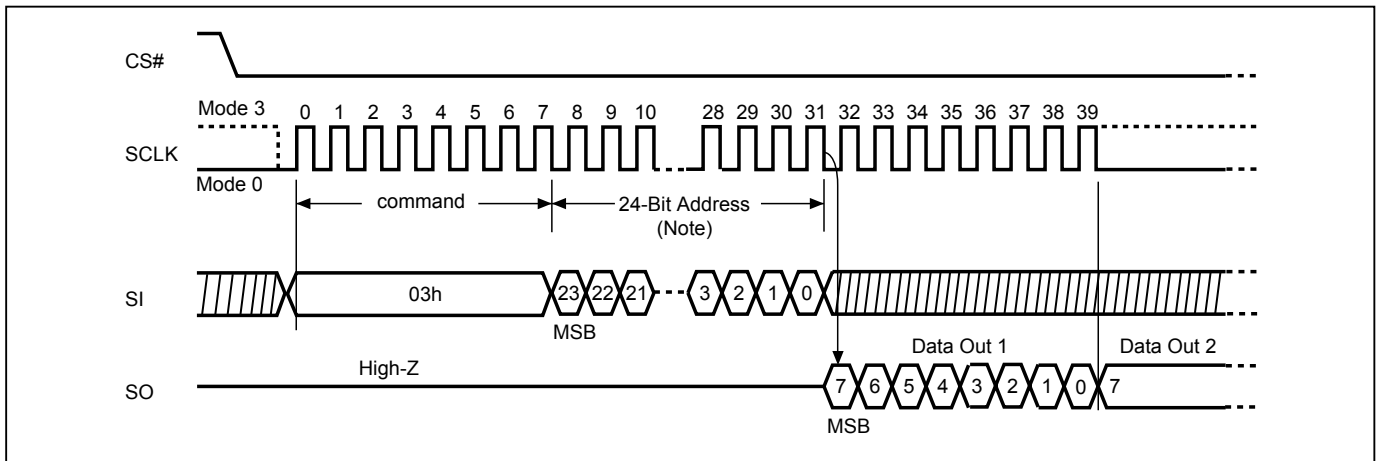 CS#
Mode 3
0 1 2 3 4 5 6 7 8 9 10 28 29 30 31 32 33 34 35 36 37 38 39
SCLK
Mode 0
command
24-Bit Address
(Note)
SI
03h
23 22 21 3 2 1 0
MSB
Data Out 1 Data Out 2
High-Z
SO
7 6 5 4 3 2 1 0 7
MSB